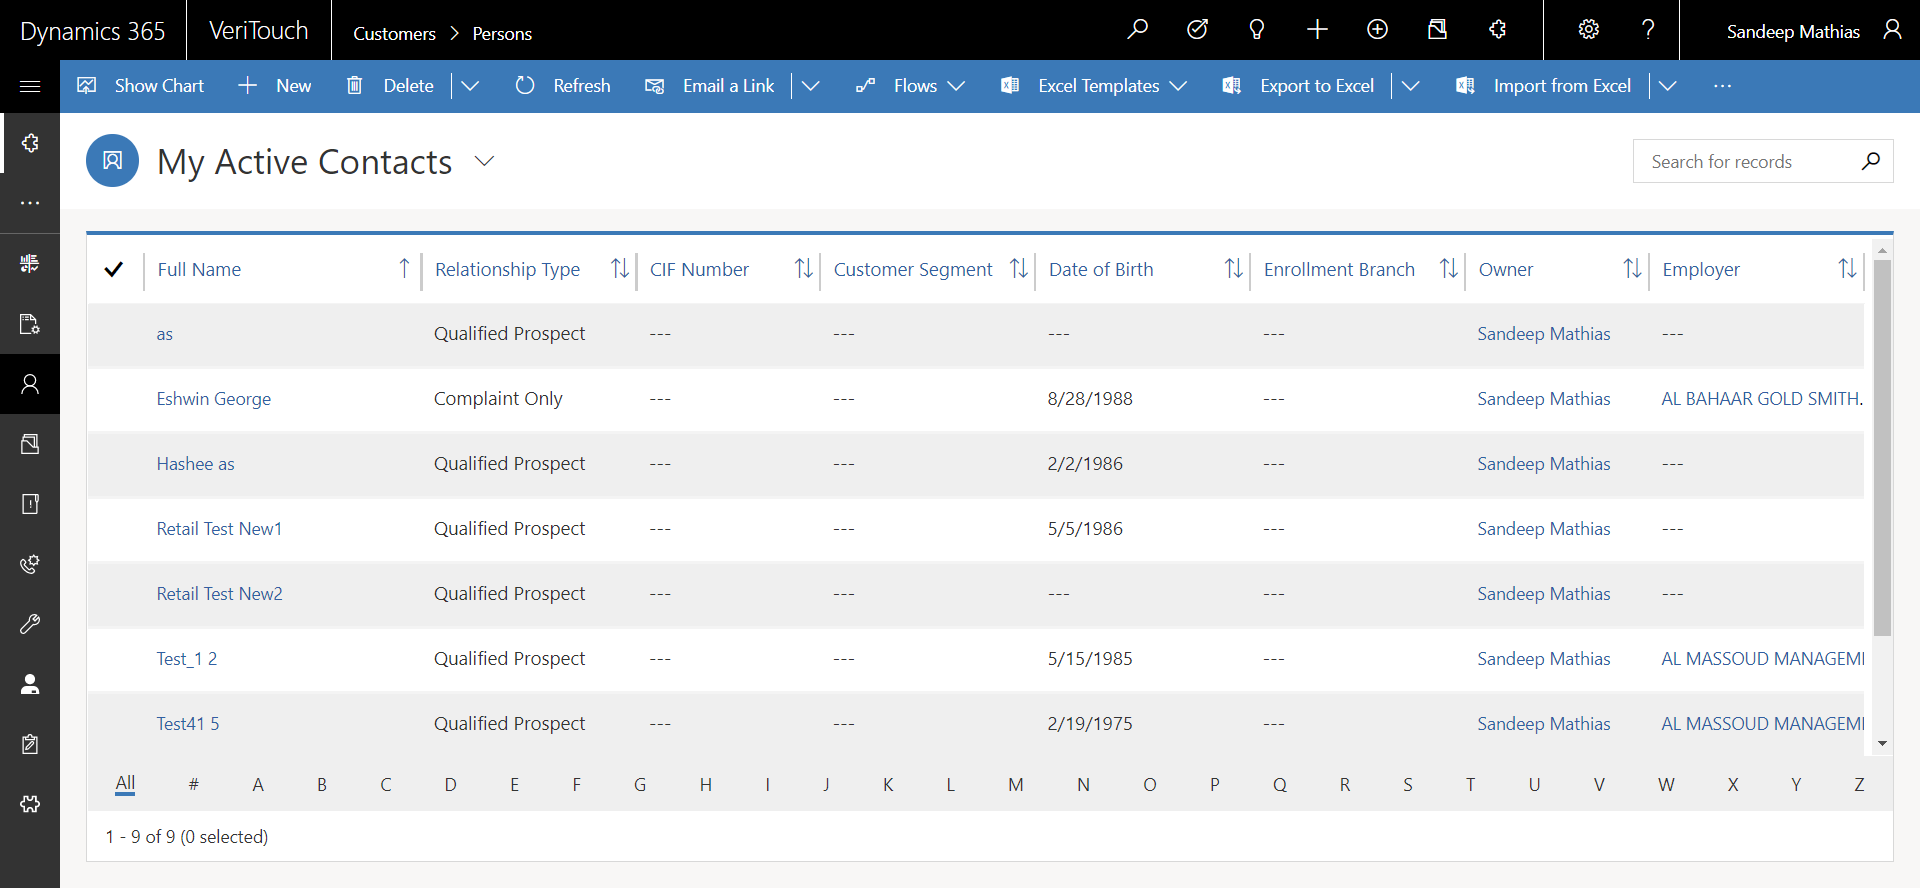 Dynamics 365 VeriTouch Customers > Persons ? Sandeep Mathias
Show Chart New Delete Refresh Email a Link Flows Excel Templates Export to Excel Import from Excel ...
My Active Contacts Search for records
Full Name Relationship Type CIF Number Customer Segment Date of Birth Enrollment Branch Owner Employer
as Qualified Prospect --- --- --- --- Sandeep Mathias ---
Eshwin George Complaint Only --- --- 8/28/1988 --- Sandeep Mathias AL BAHAAR GOLD SMITH.
Hashee as Qualified Prospect --- --- 2/2/1986 --- Sandeep Mathias ---
Retail Test New1 Qualified Prospect --- --- 5/5/1986 --- Sandeep Mathias ---
Retail Test New2 Qualified Prospect --- --- --- --- Sandeep Mathias ---
Test_1 2 Qualified Prospect --- --- 5/15/1985 --- Sandeep Mathias AL MASSOUD MANAGEM
Test41 5 Qualified Prospect --- --- 2/19/1975 --- Sandeep Mathias AL MASSOUD MANAGEM
All # A B C D E F G H I J K L M N O P Q R S T U V W X Y Z
1 - 9 of 9 (0 selected)